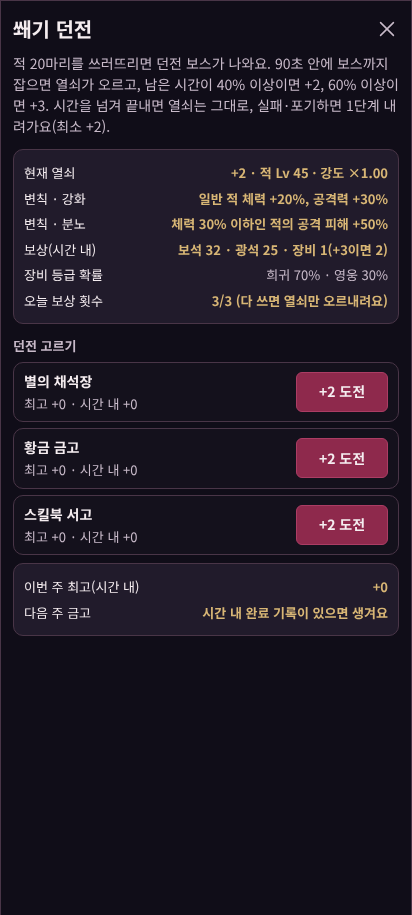 쐐기 던전
적 20마리를 쓰러뜨리면 던전 보스가 나와요. 90초 안에 보스까지
잡으면 열쇠가 오르고, 남은 시간이 40% 이상이면 +2, 60% 이상이
면 +3. 시간을 넘겨 끝내면 열쇠는 그대로, 실패·포기하면 1단계 내
려가요(최소 +2).
현재 열쇠 +2 · 적 Lv 45 · 강도 ×1.00
변칙 · 강화 일반 적 체력 +20%, 공격력 +30%
변칙 · 분노 체력 30% 이하인 적의 공격 피해 +50%
보상(시간 내) 보석 32 · 광석 25 · 장비 1(+3이면 2)
장비 등급 확률 희귀 70% · 영웅 30%
오늘 보상 횟수 3/3 (다 쓰면 열쇠만 오르내려요)
던전 고르기
별의 채석장
최고 +0 · 시간 내 +0
+2 도전
황금 금고
최고 +0 · 시간 내 +0
+2 도전
스킬북 서고
최고 +0 · 시간 내 +0
+2 도전
이번 주 최고(시간 내) +0
다음 주 금고 시간 내 완료 기록이 있으면 생겨요